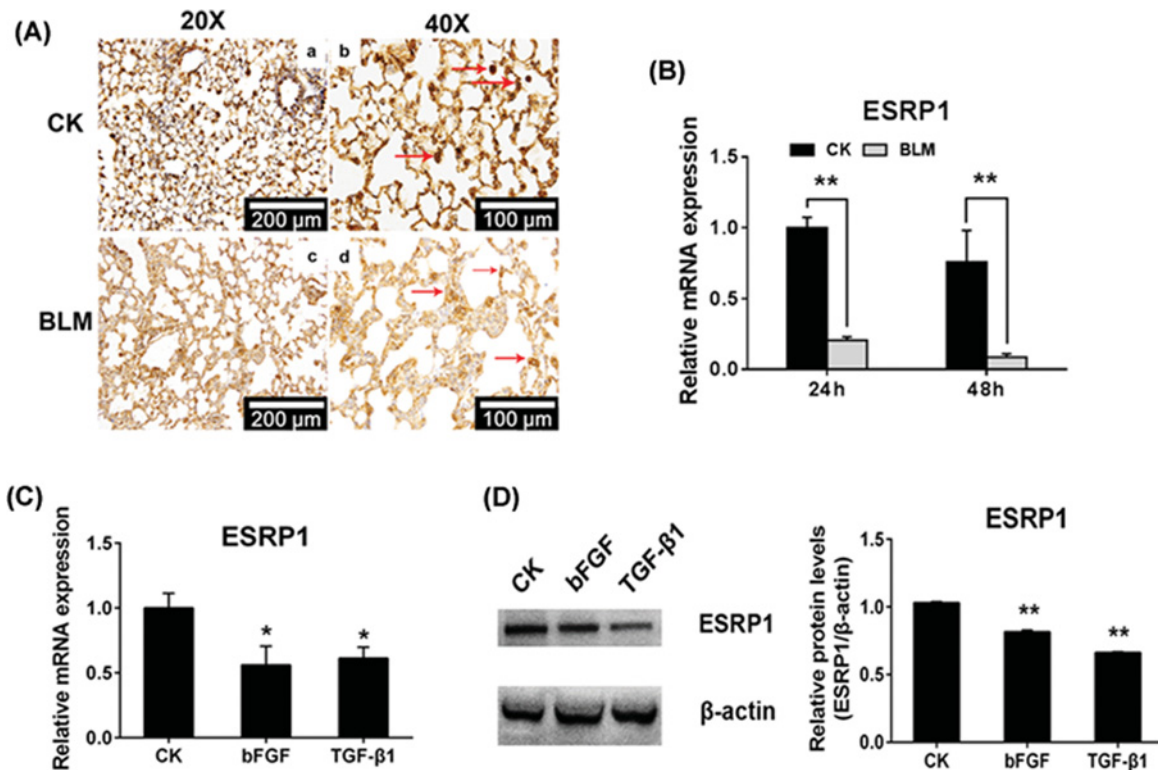 (A)
20X
40X
CK
a
b
200 µm
100 µm
BLM
c
d
200 µm
100 µm
(B)
ESRP1
CK
BLM
Relative mRNA expression
1.5
1.0
0.5
0.0
**
**
24h
48h
(C)
ESRP1
Relative mRNA expression
1.5
1.0
0.5
0.0
*
*
CK
bFGF
TGF-β1
(D)
CK
bFGF
TGF-β1
ESRP1
β-actin
ESRP1
Relative protein levels
(ESRP1/β-actin)
1.5
1.0
0.5
0.0
**
**
CK
bFGF
TGF-β1